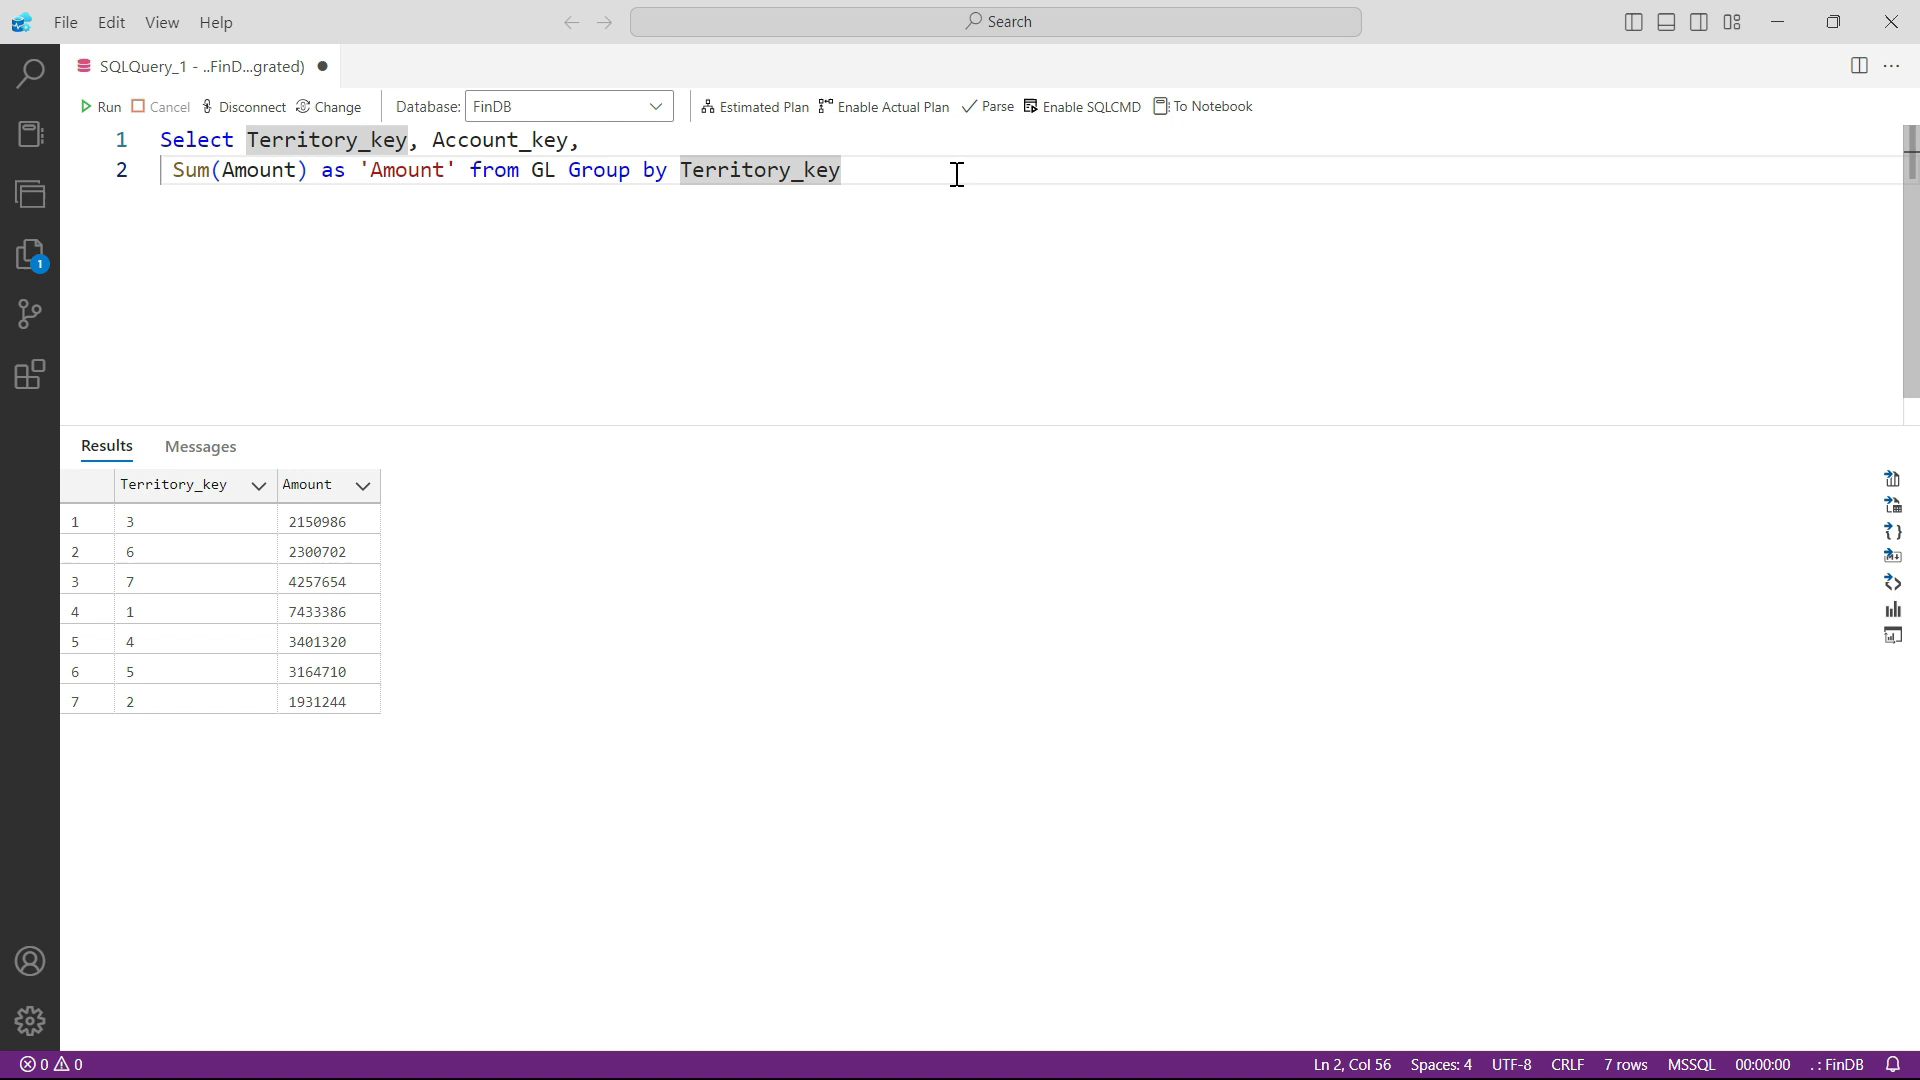 File Edit View Help Search
SQLQuery_1 - ..FinD...grated)
Run Cancel Disconnect Change Database: FinDB Estimated Plan Enable Actual Plan Parse Enable SQLCMD To Notebook
1 Select Territory_key, Account_key,
2 Sum(Amount) as 'Amount' from GL Group by Territory_key
1
Results Messages
Territory_key Amount
1 3 2150986
2 6 2300702
3 7 4257654
4 1 7433386
5 4 3401320
6 5 3164710
7 2 1931244
0 0 Ln 2, Col 56 Spaces: 4 UTF-8 CRLF 7 rows MSSQL 00:00:00 . : FinDB